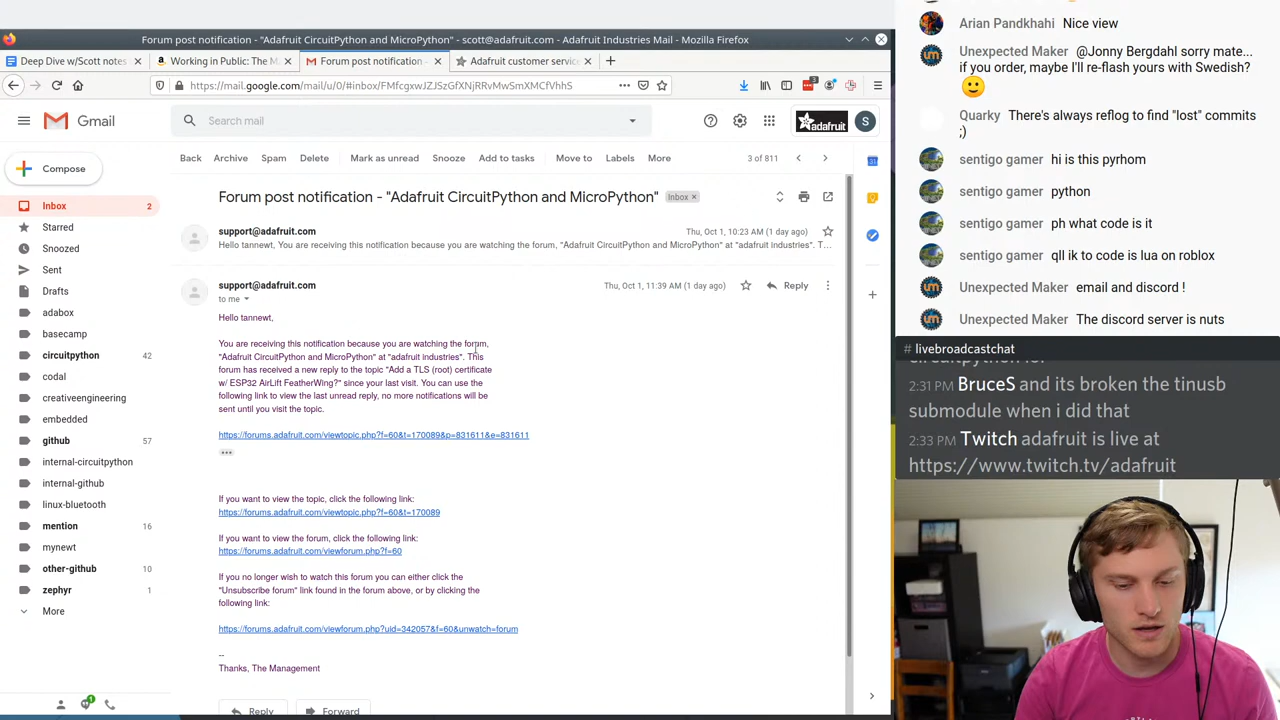 Forum post notification - "Adafruit CircuitPython and MicroPython" - scott@adafruit.com - Adafruit Industries Mail - Mozilla Firefox
Deep Dive w/Scott notes
Working in Public: The M
Forum post notification -
Adafruit customer service
https://mail.google.com/mail/u/0/#inbox/FMfcgxwJZJSzGfXNjRRvMwSmXMCfVhhS
3
Gmail
Search mail
adafruit
S
Compose
Back
Archive
Spam
Delete
Mark as unread
Snooze
Add to tasks
Move to
Labels
More
3 of 811
Inbox
2
Starred
Snoozed
Sent
Drafts
adabox
basecamp
circuitpython
42
codal
creativeengineering
embedded
github
57
internal-circuitpython
internal-github
linux-bluetooth
mention
16
mynewt
other-github
10
zephyr
1
More
1
Forum post notification - "Adafruit CircuitPython and MicroPython"
Inbox x
support@adafruit.com
Thu, Oct 1, 10:23 AM (1 day ago)
Hello tannewt, You are receiving this notification because you are watching the forum, "Adafruit CircuitPython and MicroPython" at "adafruit industries". T...
support@adafruit.com
Thu, Oct 1, 11:39 AM (1 day ago)
Reply
to me
Hello tannewt,
You are receiving this notification because you are watching the forum,
"Adafruit CircuitPython and MicroPython" at "adafruit industries". This
forum has received a new reply to the topic "Add a TLS (root) certificate
w/ ESP32 AirLift FeatherWing?" since your last visit. You can use the
following link to view the last unread reply, no more notifications will be
sent until you visit the topic.
https://forums.adafruit.com/viewtopic.php?f=60&t=170089&p=831611&e=831611
If you want to view the topic, click the following link:
https://forums.adafruit.com/viewtopic.php?f=60&t=170089
If you want to view the forum, click the following link:
https://forums.adafruit.com/viewforum.php?f=60
If you no longer wish to watch this forum you can either click the
"Unsubscribe forum" link found in the forum above, or by clicking the
following link:
https://forums.adafruit.com/viewforum.php?uid=342057&f=60&unwatch=forum
--
Thanks, The Management
Reply
Forward
Arian Pandkhahi Nice view
Unexpected Maker @Jonny Bergdahl sorry mate...
if you order, maybe I'll re-flash yours with Swedish?
Quarky There's always reflog to find "lost" commits
;)
sentigo gamer hi is this pyrhom
sentigo gamer python
sentigo gamer ph what code is it
sentigo gamer qll ik to code is lua on roblox
Unexpected Maker email and discord !
Unexpected Maker The discord server is nuts
# livebroadcastchat
2:31 PM BruceS and its broken the tinusb
submodule when i did that
2:33 PM Twitch adafruit is live at
https://www.twitch.tv/adafruit